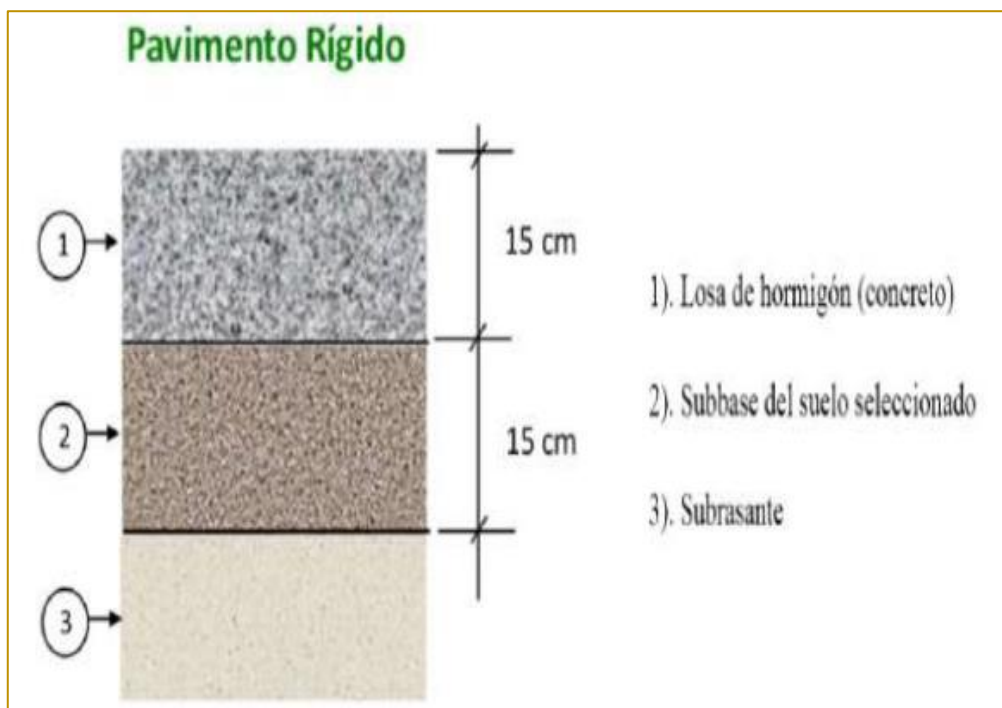 Pavimento Rígido
1
15 cm
1). Losa de hormigón (concreto)
2
15 cm
2). Subbase del suelo seleccionado
3
3). Subrasante